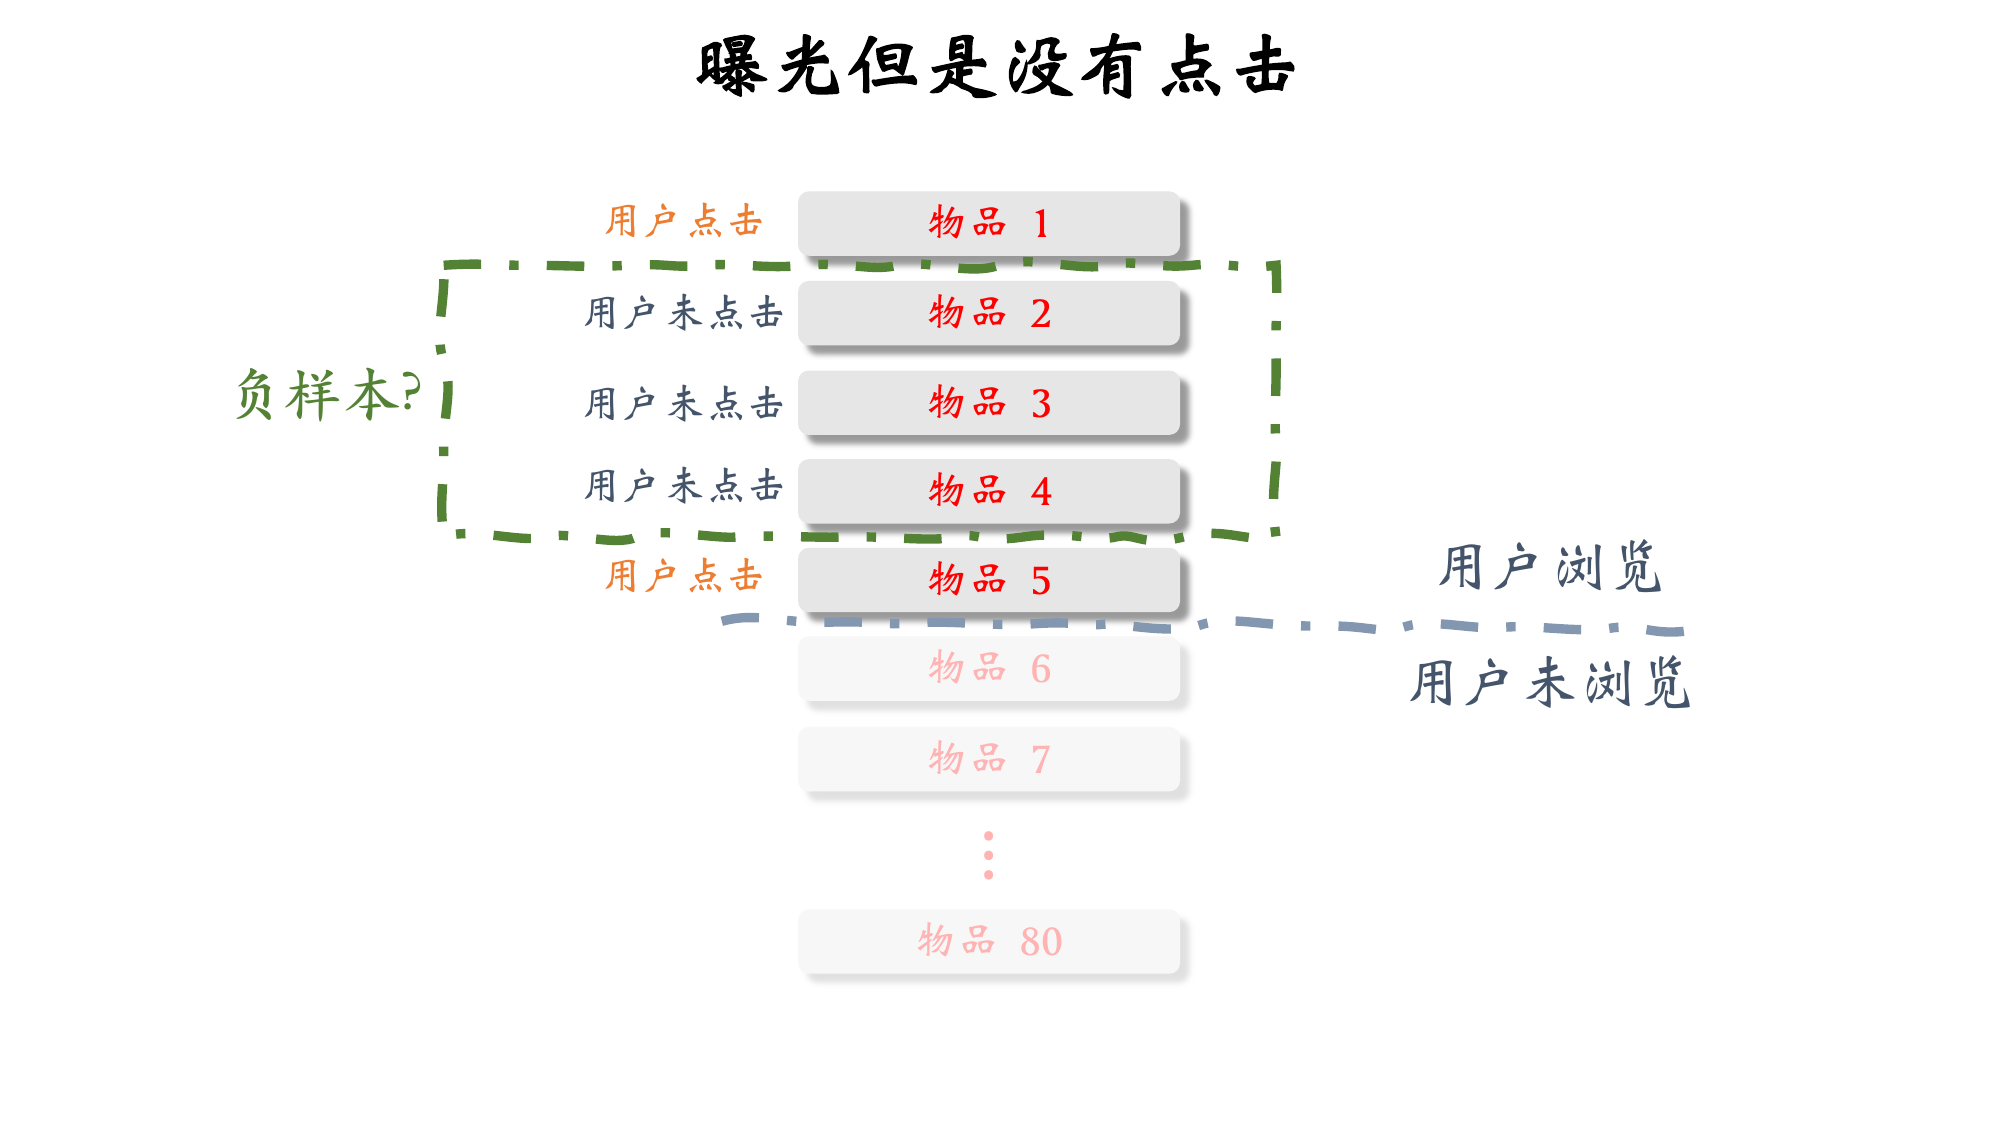 曝光但是没有点击
用户点击 物品 1
用户未点击 物品 2
负样本?
用户未点击 物品 3
用户未点击 物品 4
用户点击 物品 5
用户浏览
用户未浏览
物品 6
物品 7
物品 80